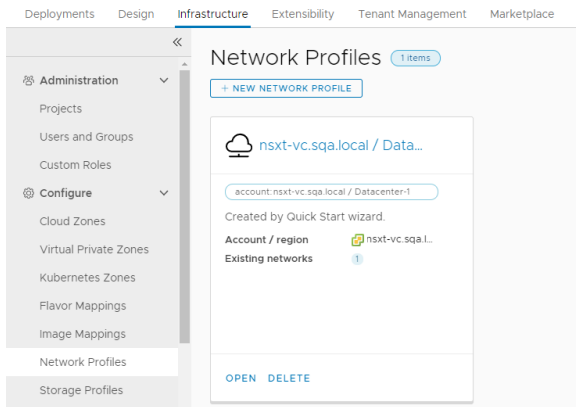 Deployments Design Infrastructure Extensibility Tenant Management Marketplace
Administration
Projects
Users and Groups
Custom Roles
Configure
Cloud Zones
Virtual Private Zones
Kubernetes Zones
Flavor Mappings
Image Mappings
Network Profiles
Storage Profiles
Network Profiles 1 items
+ NEW NETWORK PROFILE
nsxt-vc.sqa.local / Data...
account:nsxt-vc.sqa.local / Datacenter-1
Created by Quick Start wizard.
Account / region nsxt-vc.sqa.l...
Existing networks 1
OPEN DELETE